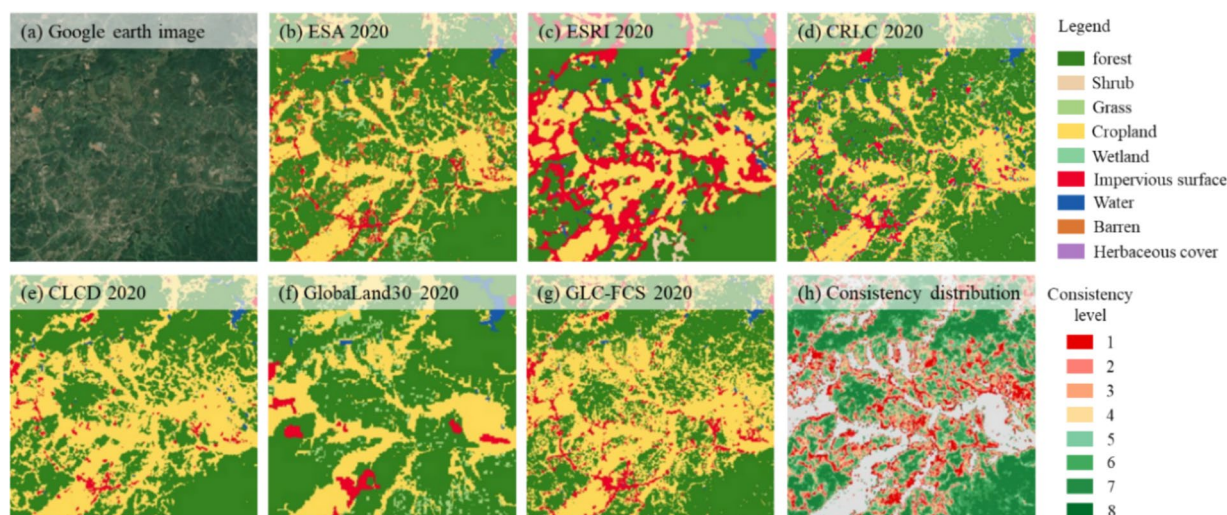 (a) Google earth image
(b) ESA 2020
(c) ESRI 2020
(d) CRLC 2020
Legend
forest
Shrub
Grass
Cropland
Wetland
Impervious surface
Water
Barren
Herbaceous cover
(e) CLCD 2020
(f) GlobaLand30 2020
(g) GLC-FCS 2020
(h) Consistency distribution
Consistency
level
1
2
3
4
5
6
7
8